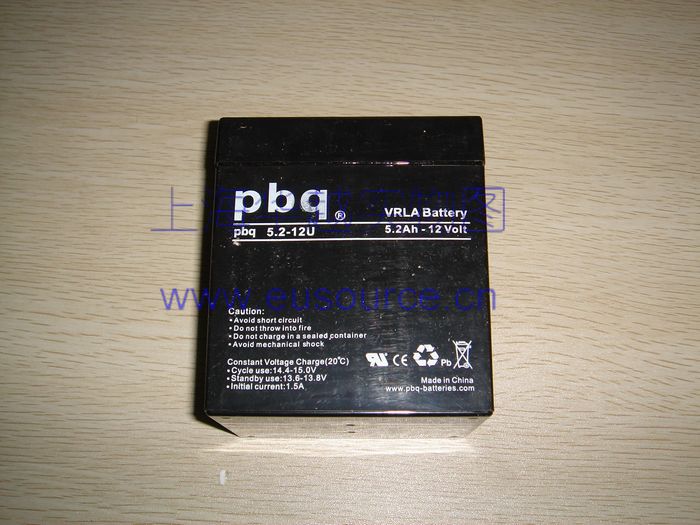 pbq®
VRLA Battery
pbq 5.2-12U
5.2Ah - 12 Volt
上海
图
www.eusource.cn
Caution:
• Avoid short circuit
• Do not throw into fire
• Do not charge in a sealed container
• Avoid mechanical shock
Constant Voltage Charge(20℃)
• Cycle use:14.4-15.0V
• Standby use:13.6-13.8V
• Initial current:1.5A
Pb
Made in China
www.pbq-batteries.com